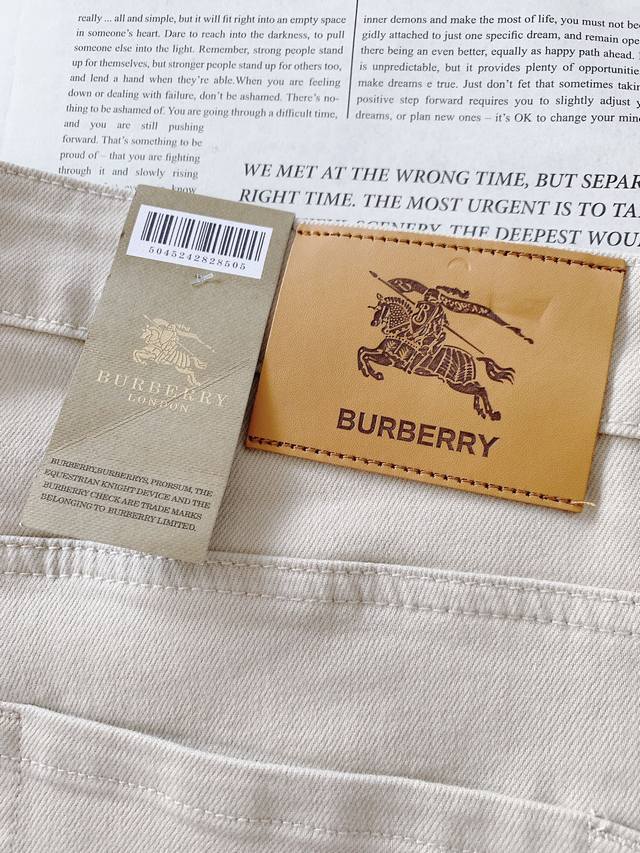 really ... all and simple, but it will fit right into an empty space
in someone's heart. Dare to reach into the darkness, to pull
someone else into the light. Remember, strong people stand
up for themselves, but stronger people stand up for others too,
and lend a hand when they're able.When you are feeling
down or dealing with failure, don't be ashamed. There's no-
thing to be ashamed of. You are going through a difficult time,
and you are still pushing
forward. That's something to be
proud of – that you are fighting
through it and slowly rising
know
inner demons and make the most of life, you must not be
gidly attached to just one specific dream, and remain ope
there being an even better, equally as happy path ahead.
is unpredictable, but it provides plenty of opportunitie
make dreams e true. Just don't fet that sometimes takin
positive step forward requires you to slightly adjust y
dreams, or plan new ones – it's OK to change your min
WE MET AT THE WRONG TIME, BUT SEPAR
RIGHT TIME. THE MOST URGENT IS TO TA
SCENERY, THE DEEPEST WOU
5045242828505
BURBERRY
LONDON
BURBERRY,BURBERRYS, PRORSUM, THE
EQUESTRIAN KNIGHT DEVICE AND THE
BURBERRY CHECK ARE TRADE MARKS
BELONGING TO BURBERRY LIMITED.
BURBERRY